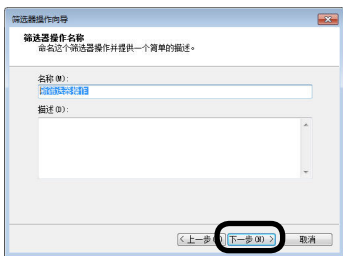 筛选器操作向导
筛选器操作名称
命名这个筛选器操作并提供一个简单的描述。
名称(M):
新筛选器操作
描述(D):
<上一步(B) 下一步(N) > 取消